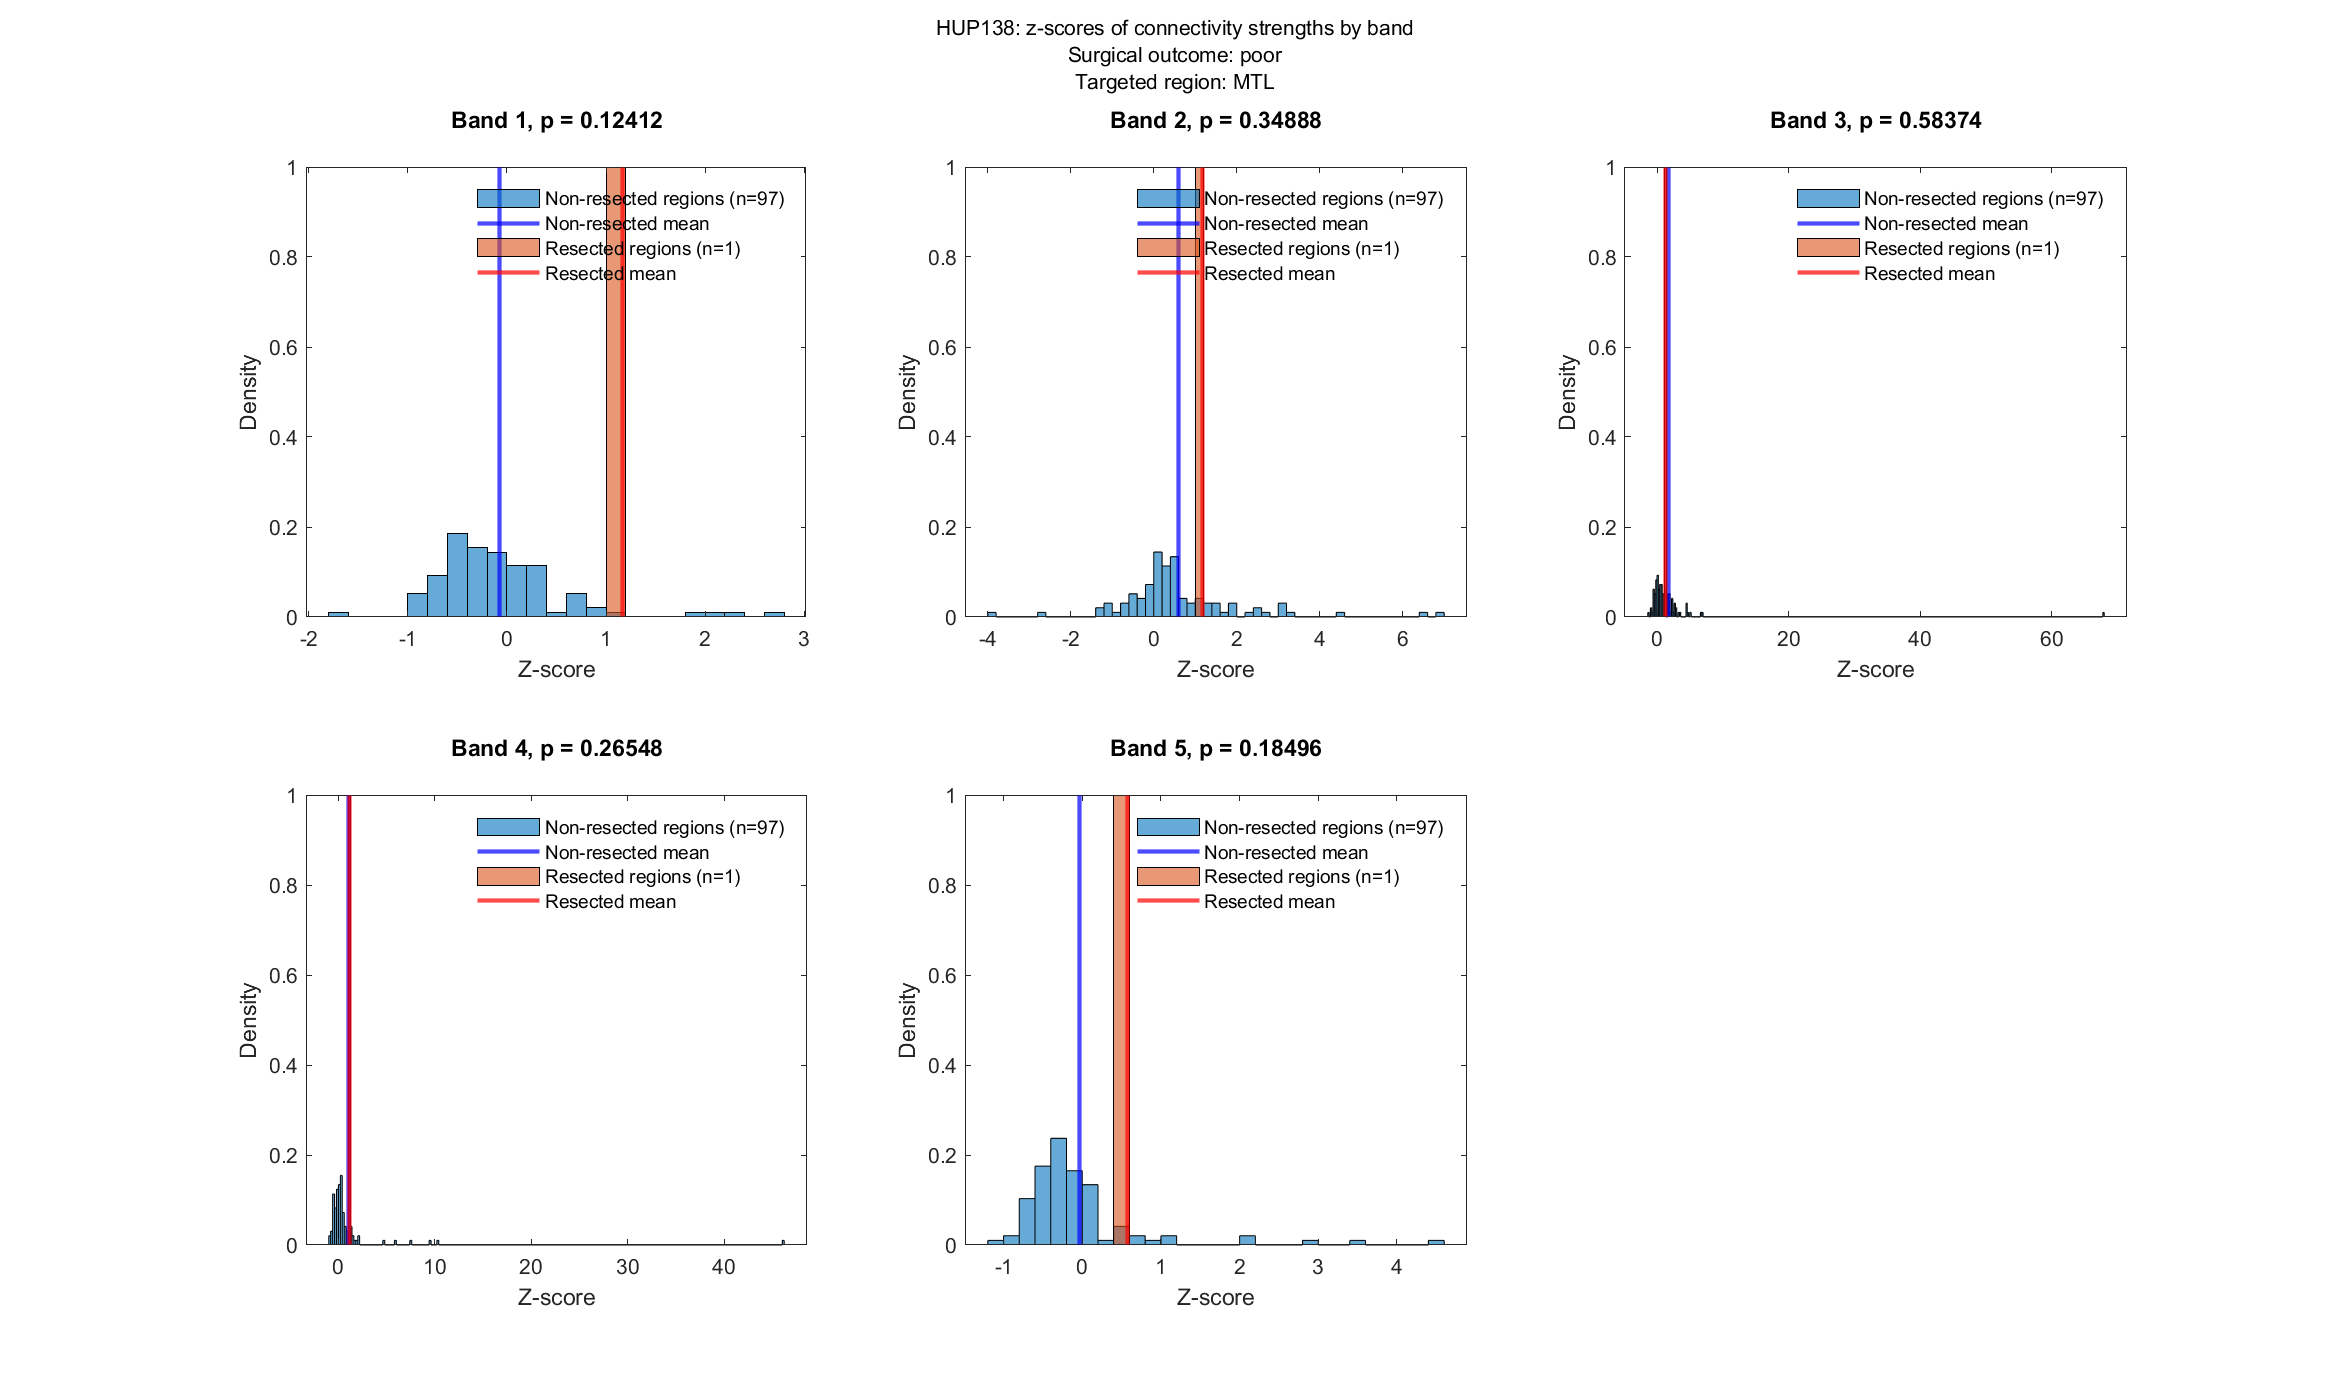 HUP138: z-scores of connectivity strengths by band
Surgical outcome: poor
Targeted region: MTL
Band 1, p = 0.12412
1
0.8
0.6
0.4
0.2
0
Density
-2 -1 0 1 2 3
Z-score
Non-resected regions (n=97)
Non-resected mean
Resected regions (n=1)
Resected mean
Band 2, p = 0.34888
1
0.8
0.6
0.4
0.2
0
Density
-4 -2 0 2 4 6
Z-score
Non-resected regions (n=97)
Non-resected mean
Resected regions (n=1)
Resected mean
Band 3, p = 0.58374
1
0.8
0.6
0.4
0.2
0
Density
0 20 40 60
Z-score
Non-resected regions (n=97)
Non-resected mean
Resected regions (n=1)
Resected mean
Band 4, p = 0.26548
1
0.8
0.6
0.4
0.2
0
Density
0 10 20 30 40
Z-score
Non-resected regions (n=97)
Non-resected mean
Resected regions (n=1)
Resected mean
Band 5, p = 0.18496
1
0.8
0.6
0.4
0.2
0
Density
-1 0 1 2 3 4
Z-score
Non-resected regions (n=97)
Non-resected mean
Resected regions (n=1)
Resected mean